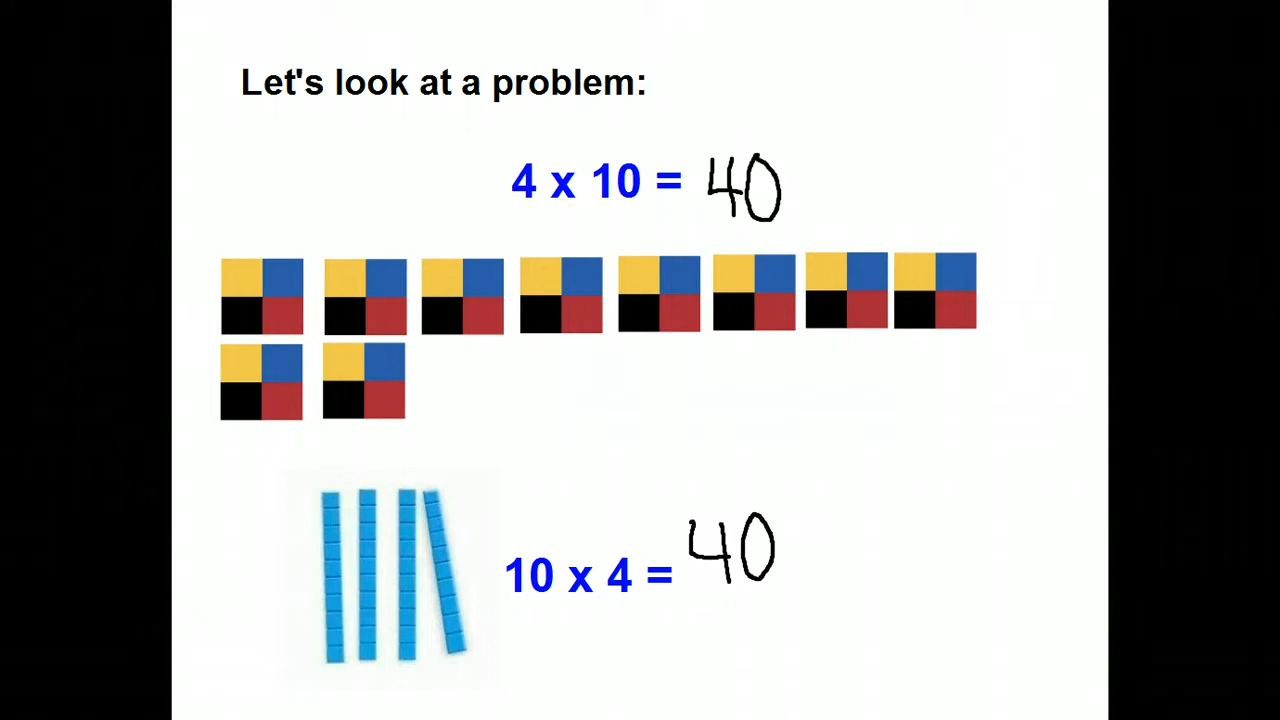 Let's look at a problem:
4 x 10 = 40
10 x 4 = 40